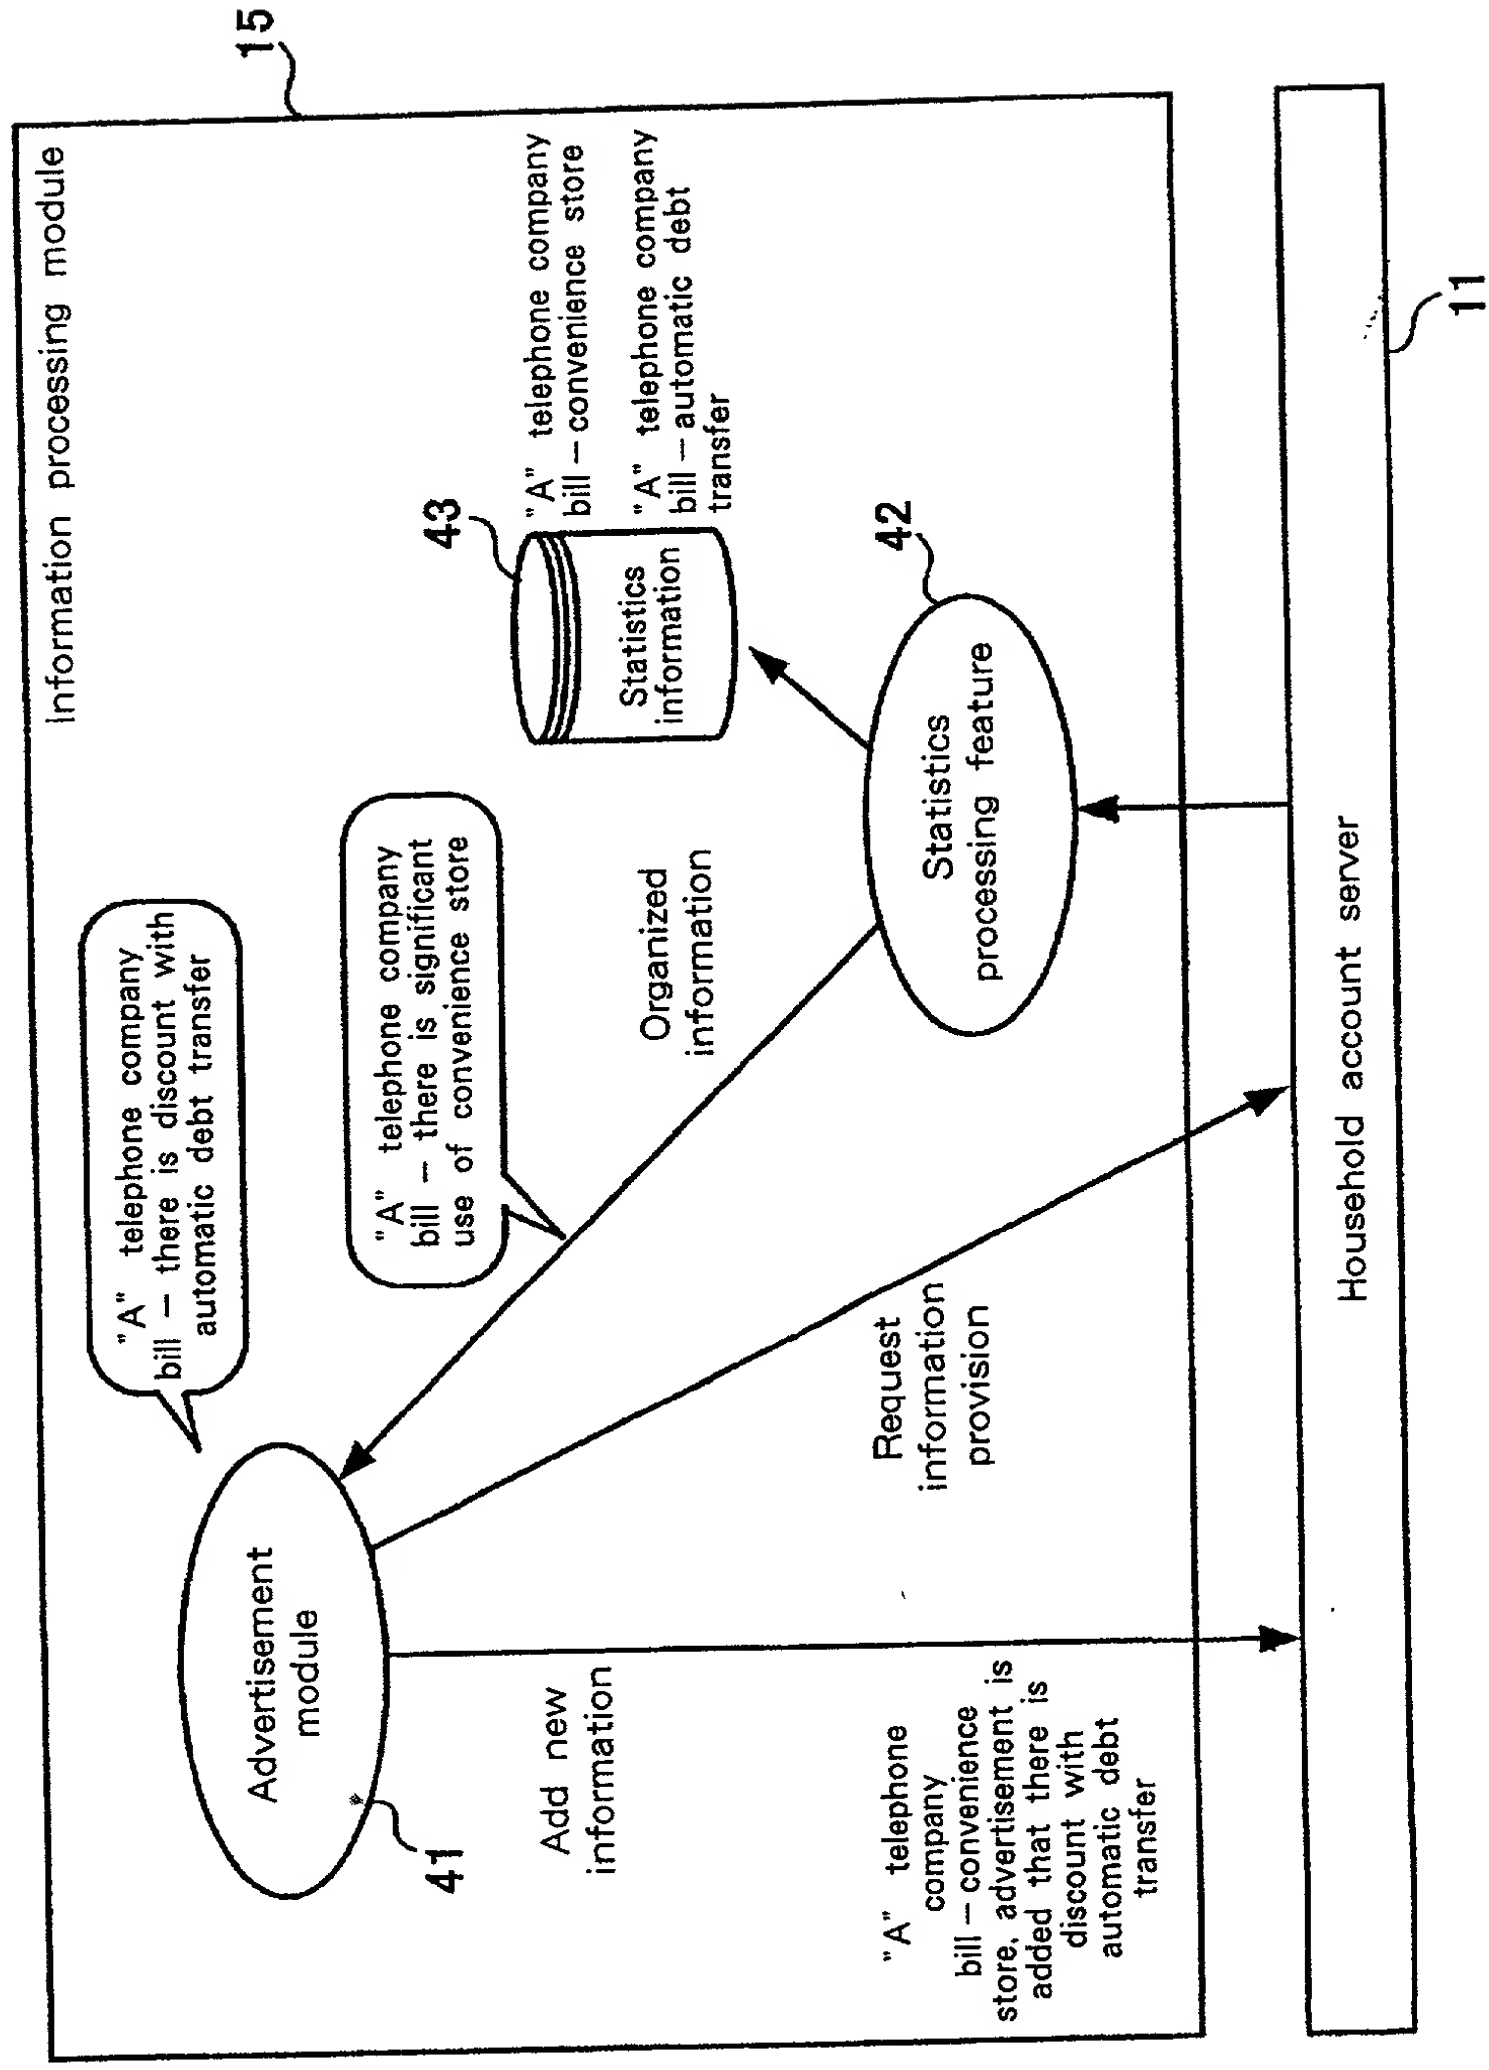 15
Information processing module
"A" telephone company
bill – there is discount with
automatic debt transfer
"A" telephone company
bill – there is significant
use of convenience store
43
Statistics
information
"A" telephone company
bill – convenience store
"A" telephone company
bill – automatic debt
transfer
Advertisement
module
41
Organized
information
42
Statistics
processing feature
Add new
information
Request
information
provision
"A" telephone
company
bill – convenience
store, advertisement is
added that there is
discount with
automatic debt
transfer
Household account server
11